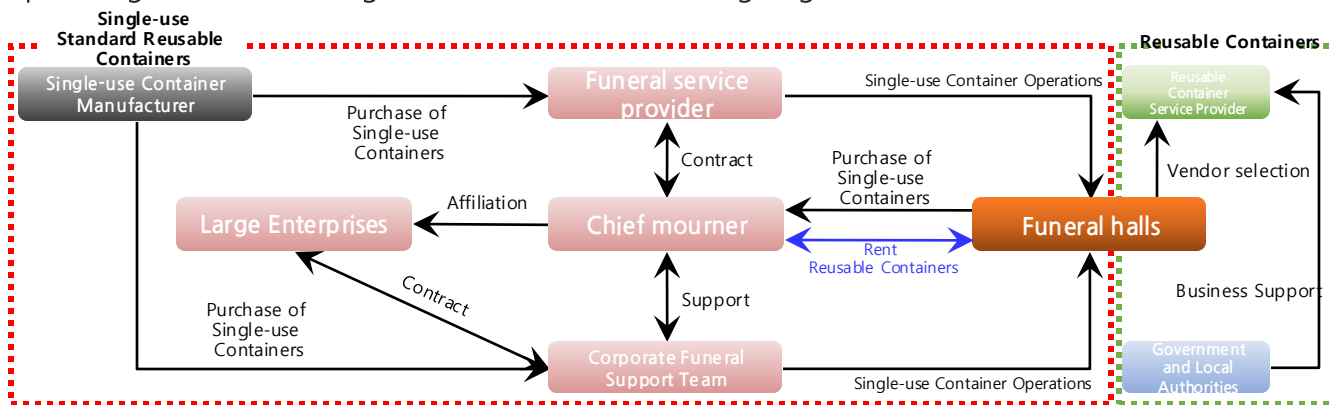 Single-use
Standard Reusable
Containers
Reusable Containers
Single-use Container
Manufacturer
Funeral service
provider
Single-use Container Operations
Reusable
Container
Service Provider
Purchase of
Single-use
Containers
Contract
Purchase of
Single-use
Containers
Vendor selection
Large Enterprises
Affiliation
Chief mourner
Funeral halls
Rent
Reusable Containers
Contract
Support
Business Support
Purchase of
Single-use
Containers
Corporate Funeral
Support Team
Single-use Container Operations
Government
and Local
Authorities